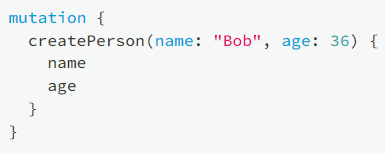 mutation {
  createPerson(name: "Bob", age: 36) {
    name
    age
  }
}